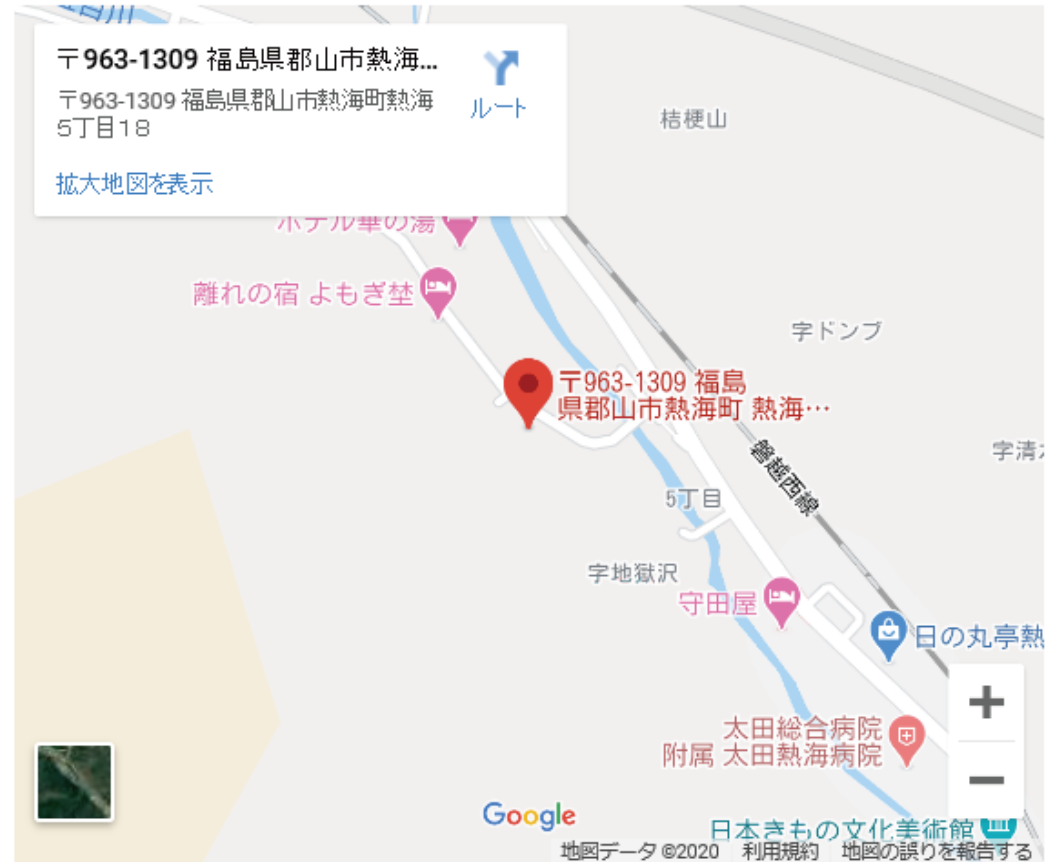 〒963-1309 福島県郡山市熱海...
〒963-1309 福島県郡山市熱海町熱海
5丁目18
ルート
拡大地図を表示
桔梗山
ホテル華の湯
離れの宿 よもぎ埜
字ドンブ
〒963-1309 福島
県郡山市熱海町 熱海…
字清
磐越西線
5丁目
字地獄沢
守田屋
日の丸亭熱
太田総合病院
附属 太田熱海病院
Google
日本きもの文化美術館
地図データ ©2020 利用規約 地図の誤りを報告する